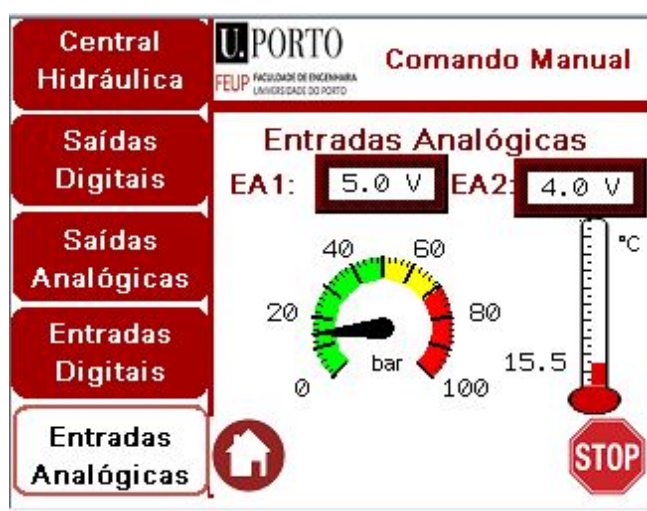 Central
Hidráulica
Saídas
Digitais
Saídas
Analógicas
Entradas
Digitais
Entradas
Analógicas
U. PORTO
FEUP FACULDADE DE ENGENHARIA
UNIVERSIDADE DO PORTO
Comando Manual
Entradas Analógicas
EA1: 5.0 V EA2: 4.0 V
40 60
20 80
0 100
bar
°C
15.5
STOP